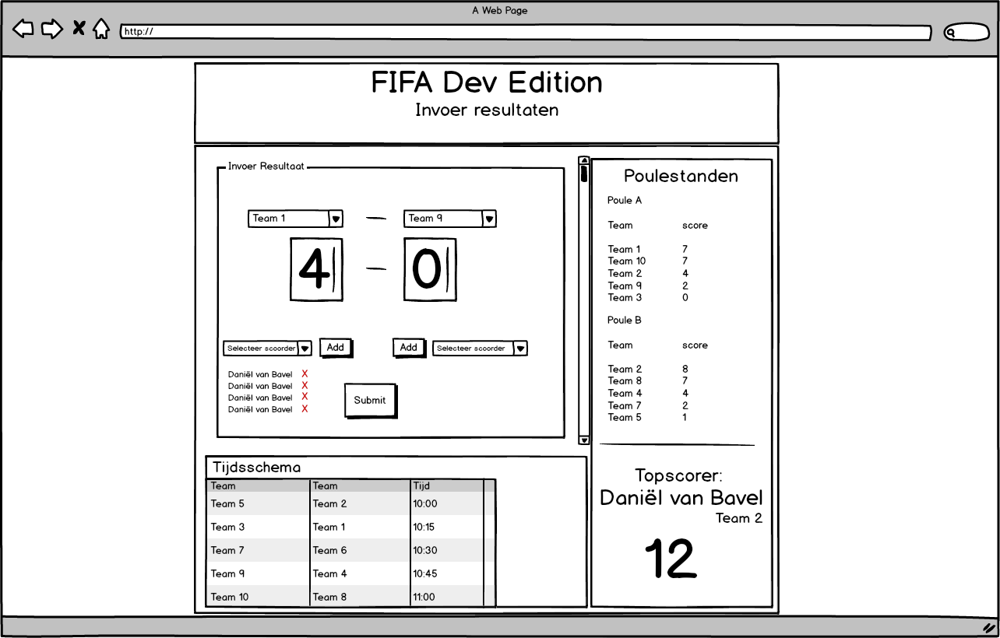 A Web Page
http://
FIFA Dev Edition
Invoer resultaten
Invoer Resultaat
Team 1 — Team 9
4 — 0
Selecteer scoorder Add Add Selecteer scoorder
Daniël van Bavel X
Daniël van Bavel X
Daniël van Bavel X
Daniël van Bavel X
Submit
Tijdsschema
Team Team Tijd
Team 5 Team 2 10:00
Team 3 Team 1 10:15
Team 7 Team 6 10:30
Team 9 Team 4 10:45
Team 10 Team 8 11:00
Poulestanden
Poule A
Team score
Team 1 7
Team 10 7
Team 2 4
Team 9 2
Team 3 0
Poule B
Team score
Team 2 8
Team 8 7
Team 4 4
Team 7 2
Team 5 1
Topscorer:
Daniël van Bavel
Team 2
12